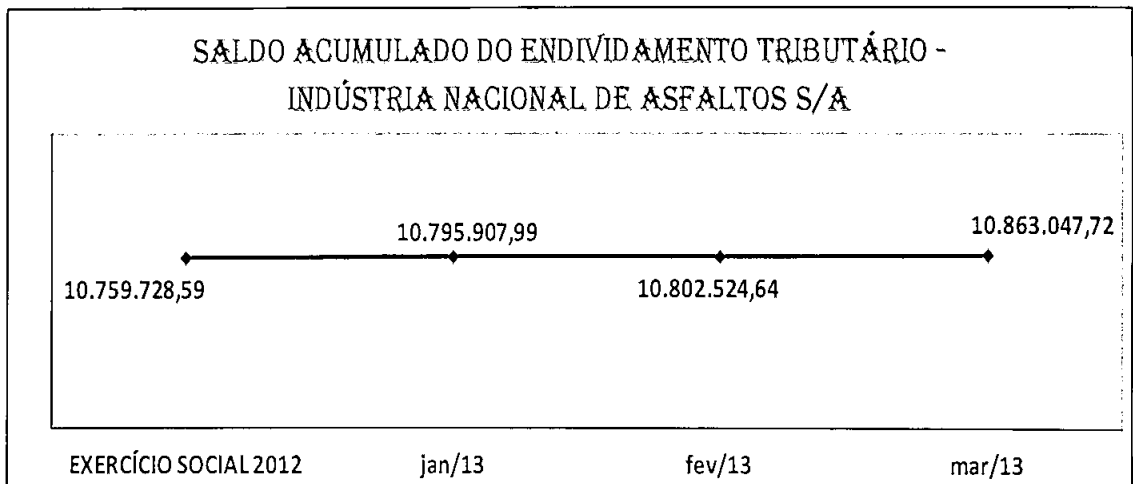 SALDO ACUMULADO DO ENDIVIDAMENTO TRIBUTÁRIO -
INDÚSTRIA NACIONAL DE ASFALTOS S/A
10.759.728,59
10.795.907,99
10.802.524,64
10.863.047,72
EXERCÍCIO SOCIAL 2012
jan/13
fev/13
mar/13